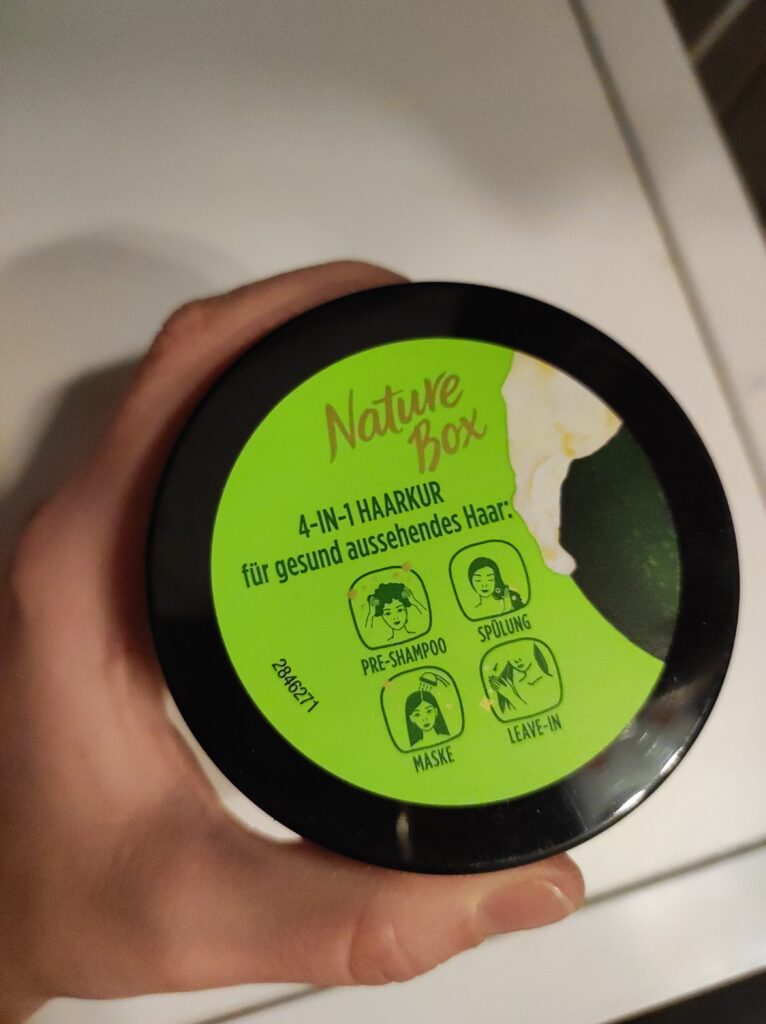 Nature
Box
4-IN-1 HAARKUR
für gesund aussehendes Haar:
PRE-SHAMPOO
SPÜLUNG
MASKE
LEAVE-IN
2846271